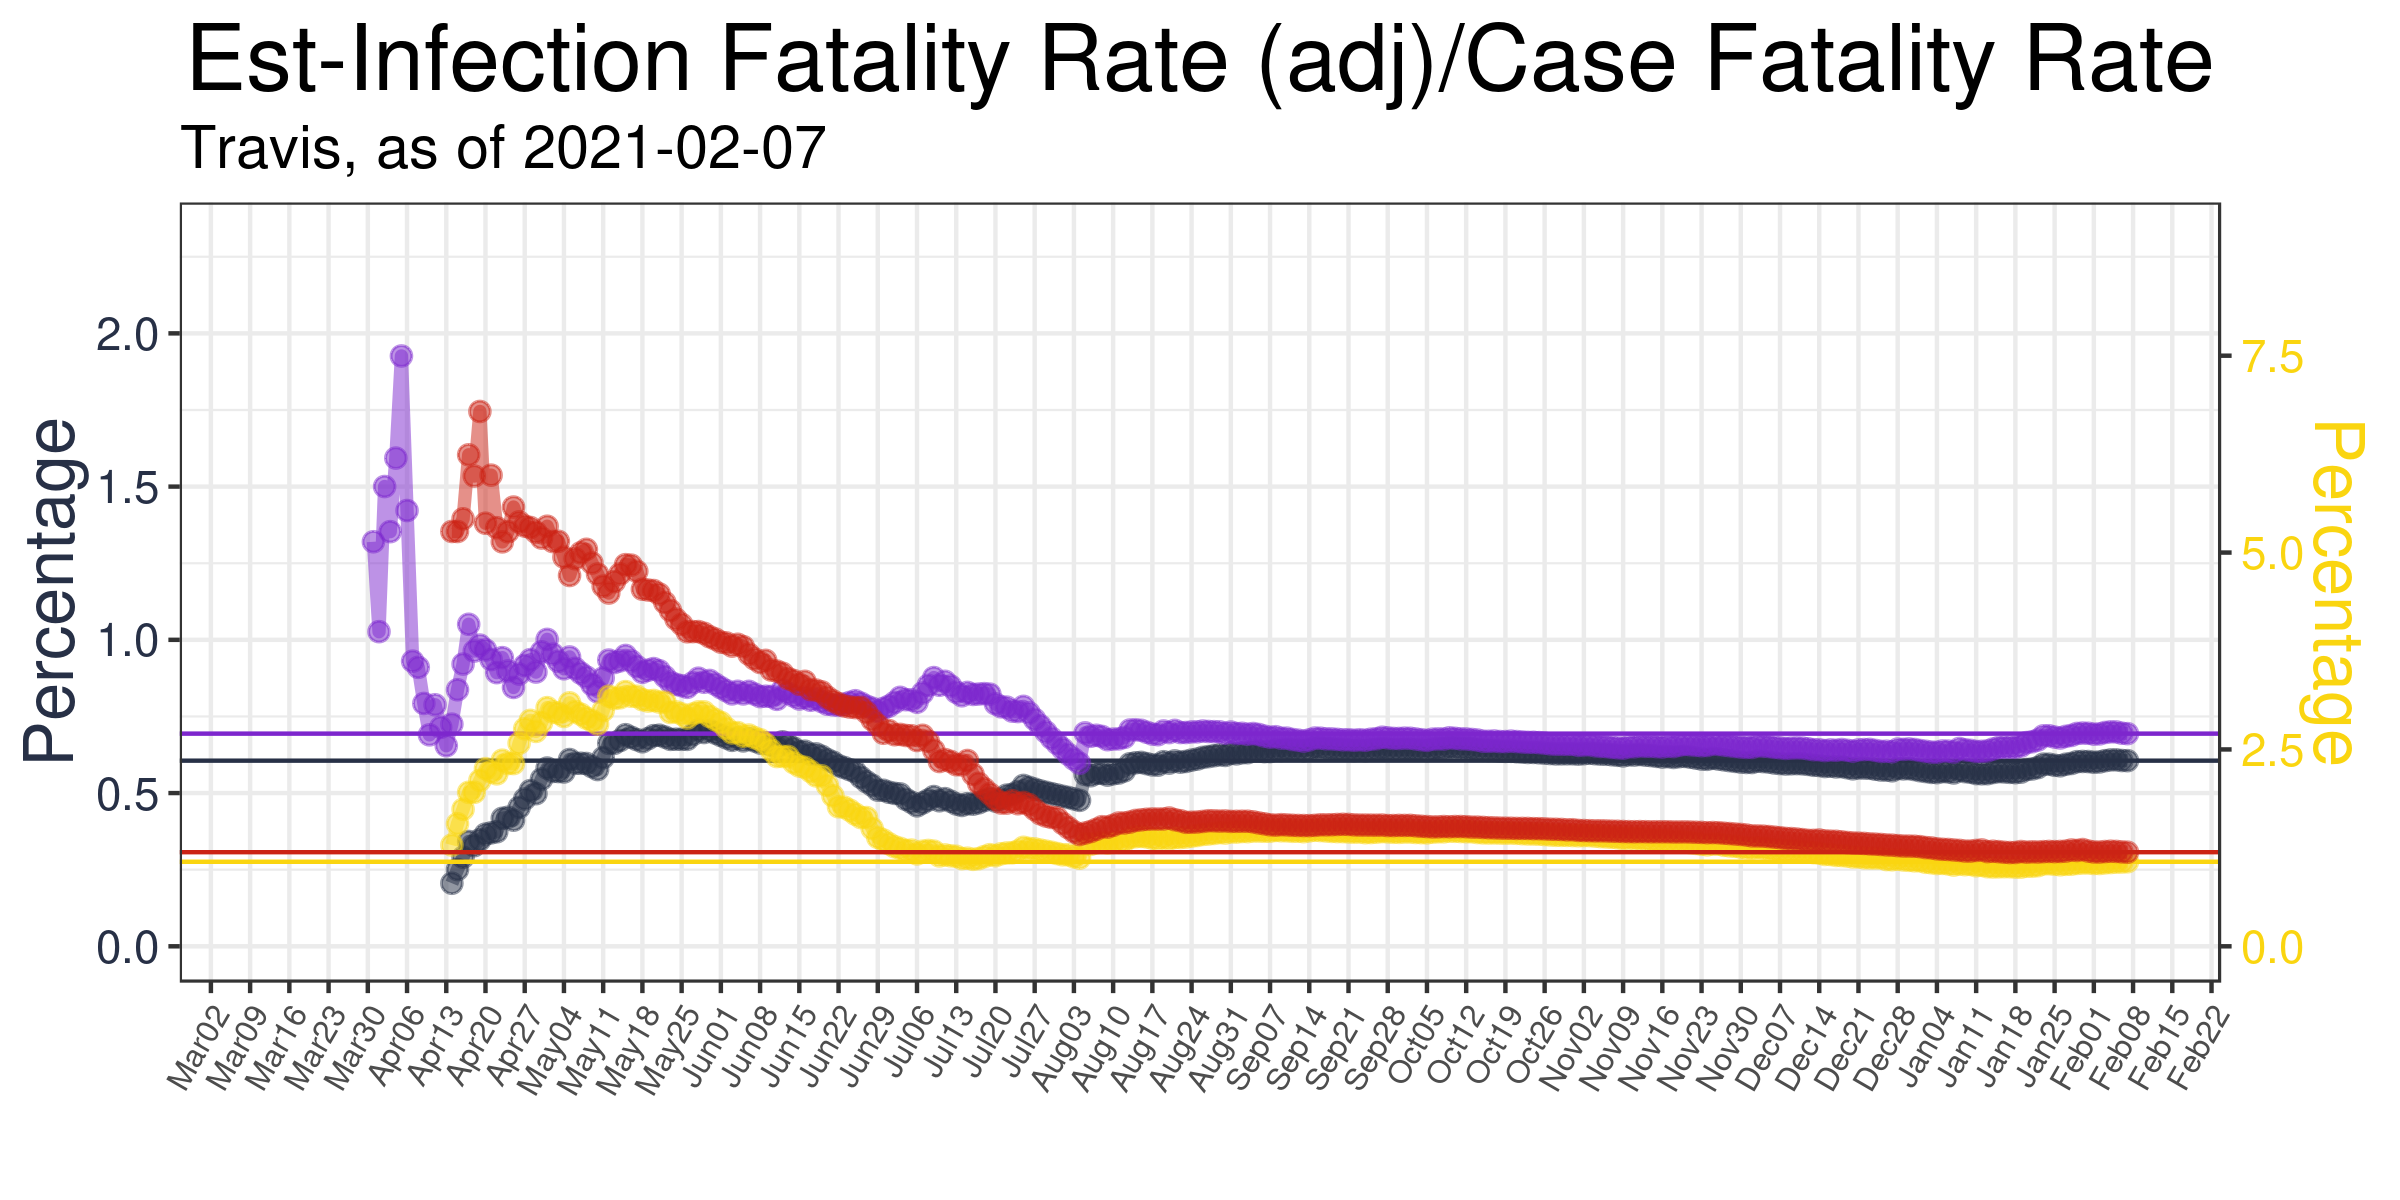 Est-Infection Fatality Rate (adj)/Case Fatality Rate
Travis, as of 2021-02-07
Percentage
2.0
1.5
1.0
0.5
0.0
7.5
5.0
2.5
0.0
Percentage
Mar02
Mar09
Mar16
Mar23
Mar30
Apr06
Apr13
Apr20
Apr27
May04
May11
May18
May25
Jun01
Jun08
Jun15
Jun22
Jun29
Jul06
Jul13
Jul20
Jul27
Aug03
Aug10
Aug17
Aug24
Aug31
Sep07
Sep14
Sep21
Sep28
Oct05
Oct12
Oct19
Oct26
Nov02
Nov09
Nov16
Nov23
Nov30
Dec07
Dec14
Dec21
Dec28
Jan04
Jan11
Jan18
Jan25
Feb01
Feb08
Feb15
Feb22